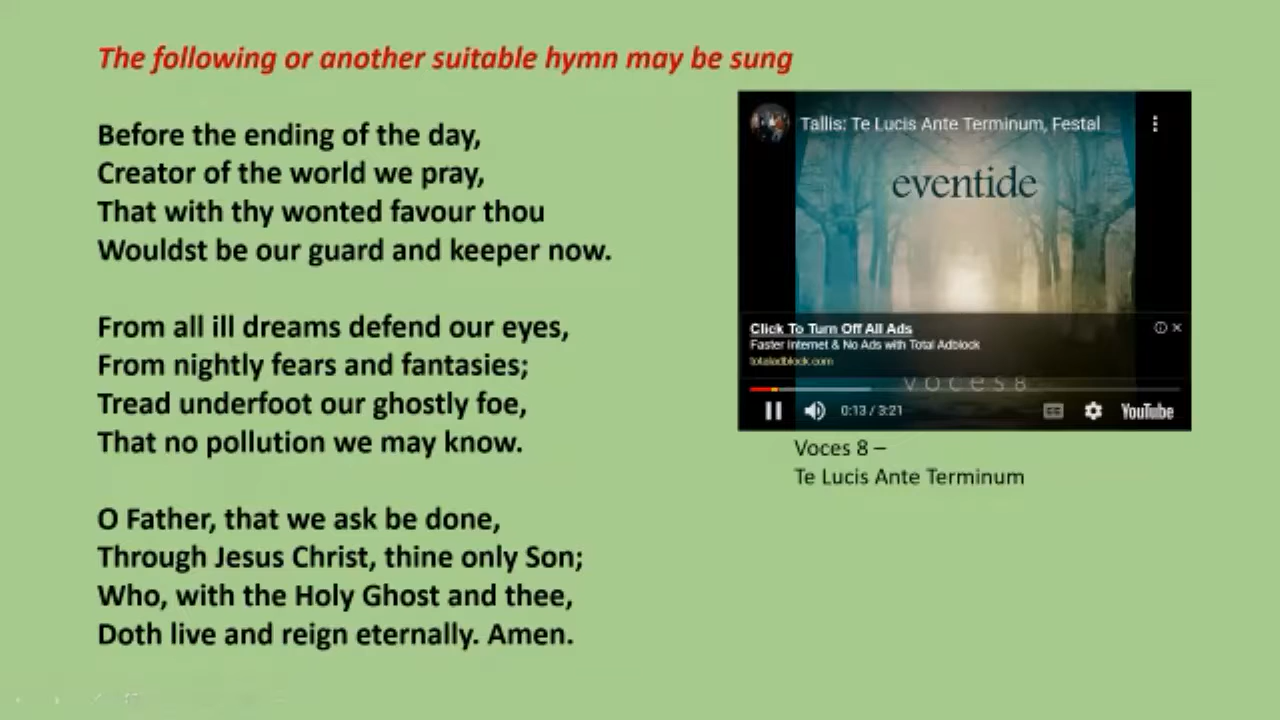 The following or another suitable hymn may be sung
Before the ending of the day,
Creator of the world we pray,
That with thy wonted favour thou
Wouldst be our guard and keeper now.
From all ill dreams defend our eyes,
From nightly fears and fantasies;
Tread underfoot our ghostly foe,
That no pollution we may know.
O Father, that we ask be done,
Through Jesus Christ, thine only Son;
Who, with the Holy Ghost and thee,
Doth live and reign eternally. Amen.
Tallis: Te Lucis Ante Terminum, Festal
eventide
Click To Turn Off All Ads
Faster Internet & No Ads with Total Adblock
totaladblock.com
voces8
0:13 / 3:21
CC
YouTube
Voces 8 –
Te Lucis Ante Terminum